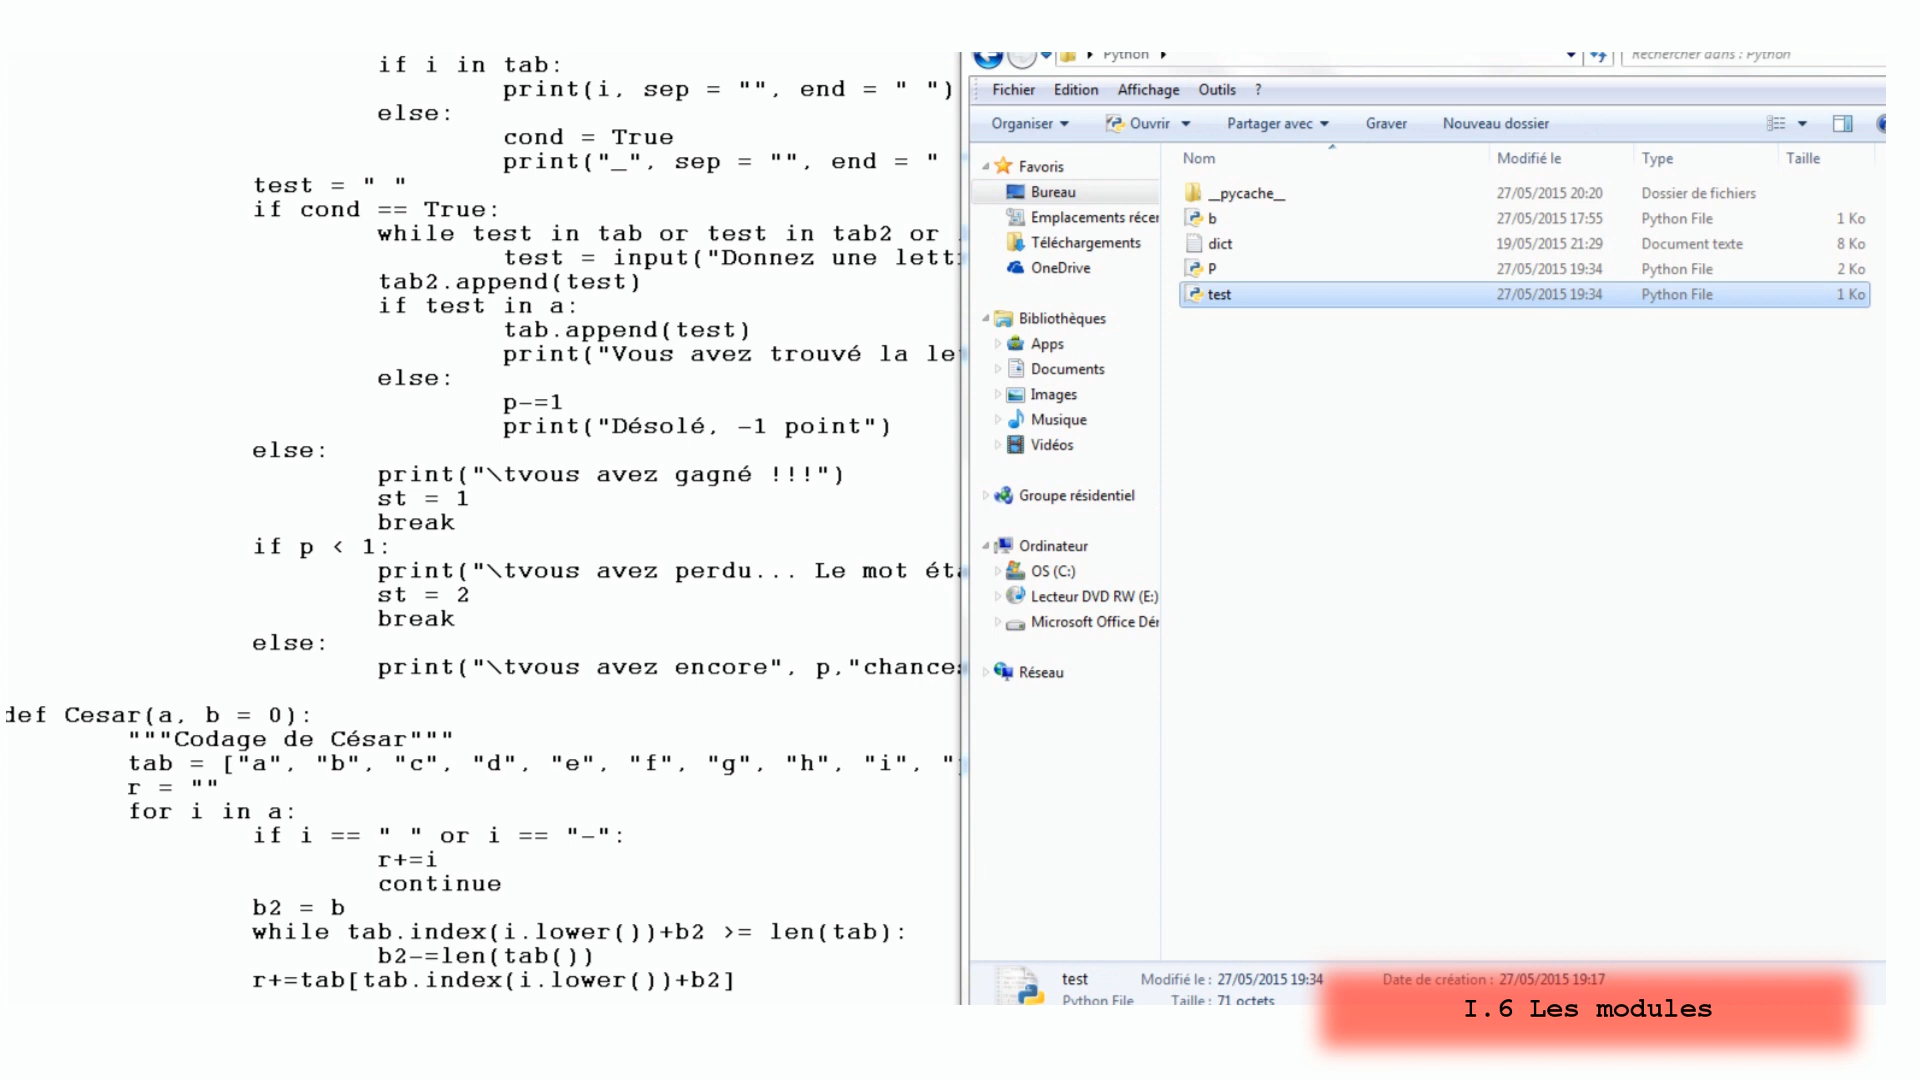 if i in tab:
print(i, sep = "", end = " ")
else:
cond = True
print("_", sep = "", end = "
test = " "
if cond == True:
while test in tab or test in tab2 or
test = input("Donnez une lett
tab2.append(test)
if test in a:
tab.append(test)
print("Vous avez trouvé la le
else:
p-=1
print("Désolé, -1 point")
else:
print("\tvous avez gagné !!!")
st = 1
break
if p < 1:
print("\tvous avez perdu... Le mot ét
st = 2
break
else:
print("\tvous avez encore", p,"chance
def Cesar(a, b = 0):
"""Codage de César"""
tab = ["a", "b", "c", "d", "e", "f", "g", "h", "i", "
r = ""
for i in a:
if i == " " or i == "-":
r+=i
continue
b2 = b
while tab.index(i.lower())+b2 >= len(tab):
b2-=len(tab())
r+=tab[tab.index(i.lower())+b2]
Python
Rechercher dans : Python
Fichier Edition Affichage Outils ?
Organiser Ouvrir Partager avec Graver Nouveau dossier
Favoris
Bureau
Emplacements récer
Téléchargements
OneDrive
Bibliothèques
Apps
Documents
Images
Musique
Vidéos
Groupe résidentiel
Ordinateur
OS (C:)
Lecteur DVD RW (E:)
Microsoft Office Dér
Réseau
Nom Modifié le Type Taille
__pycache__ 27/05/2015 20:20 Dossier de fichiers
b 27/05/2015 17:55 Python File 1 Ko
dict 19/05/2015 21:29 Document texte 8 Ko
P 27/05/2015 19:34 Python File 2 Ko
test 27/05/2015 19:34 Python File 1 Ko
test Modifié le : 27/05/2015 19:34 Date de création : 27/05/2015 19:17
Python File Taille : 71 octets
I.6 Les modules